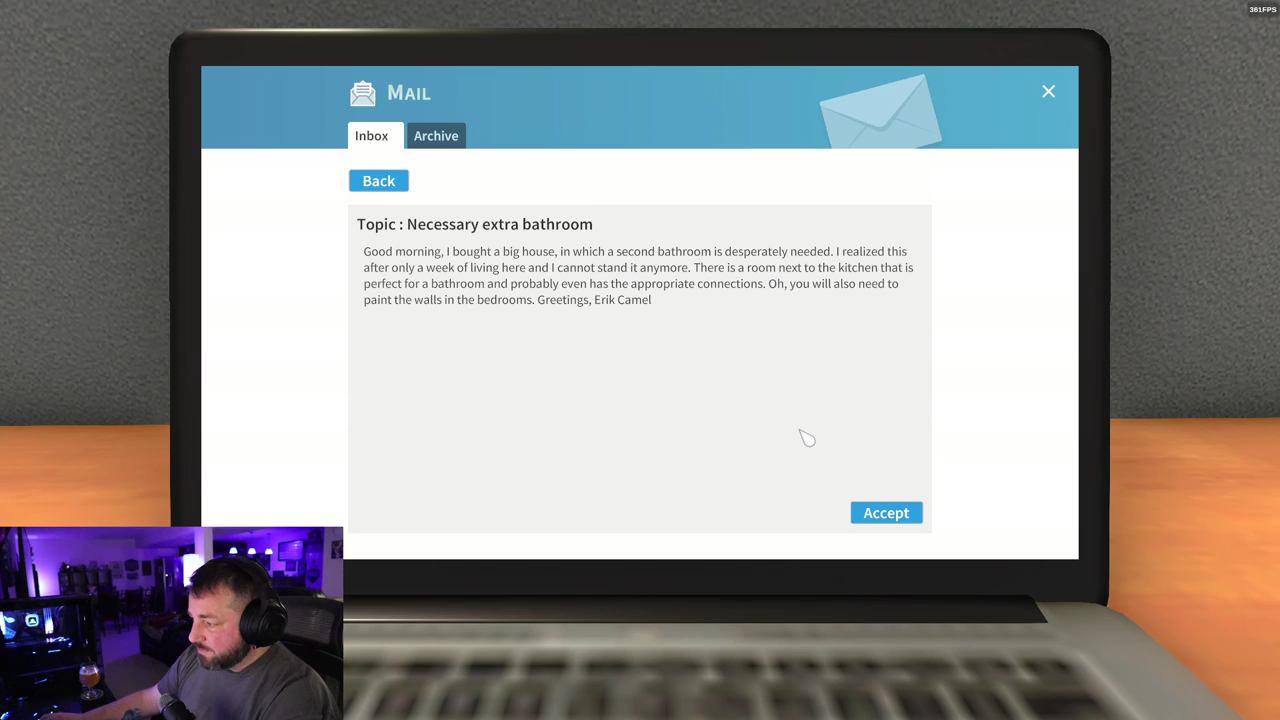 361FPS
MAIL
Inbox
Archive
Back
Topic : Necessary extra bathroom
Good morning, I bought a big house, in which a second bathroom is desperately needed. I realized this
after only a week of living here and I cannot stand it anymore. There is a room next to the kitchen that is
perfect for a bathroom and probably even has the appropriate connections. Oh, you will also need to
paint the walls in the bedrooms. Greetings, Erik Camel
Accept